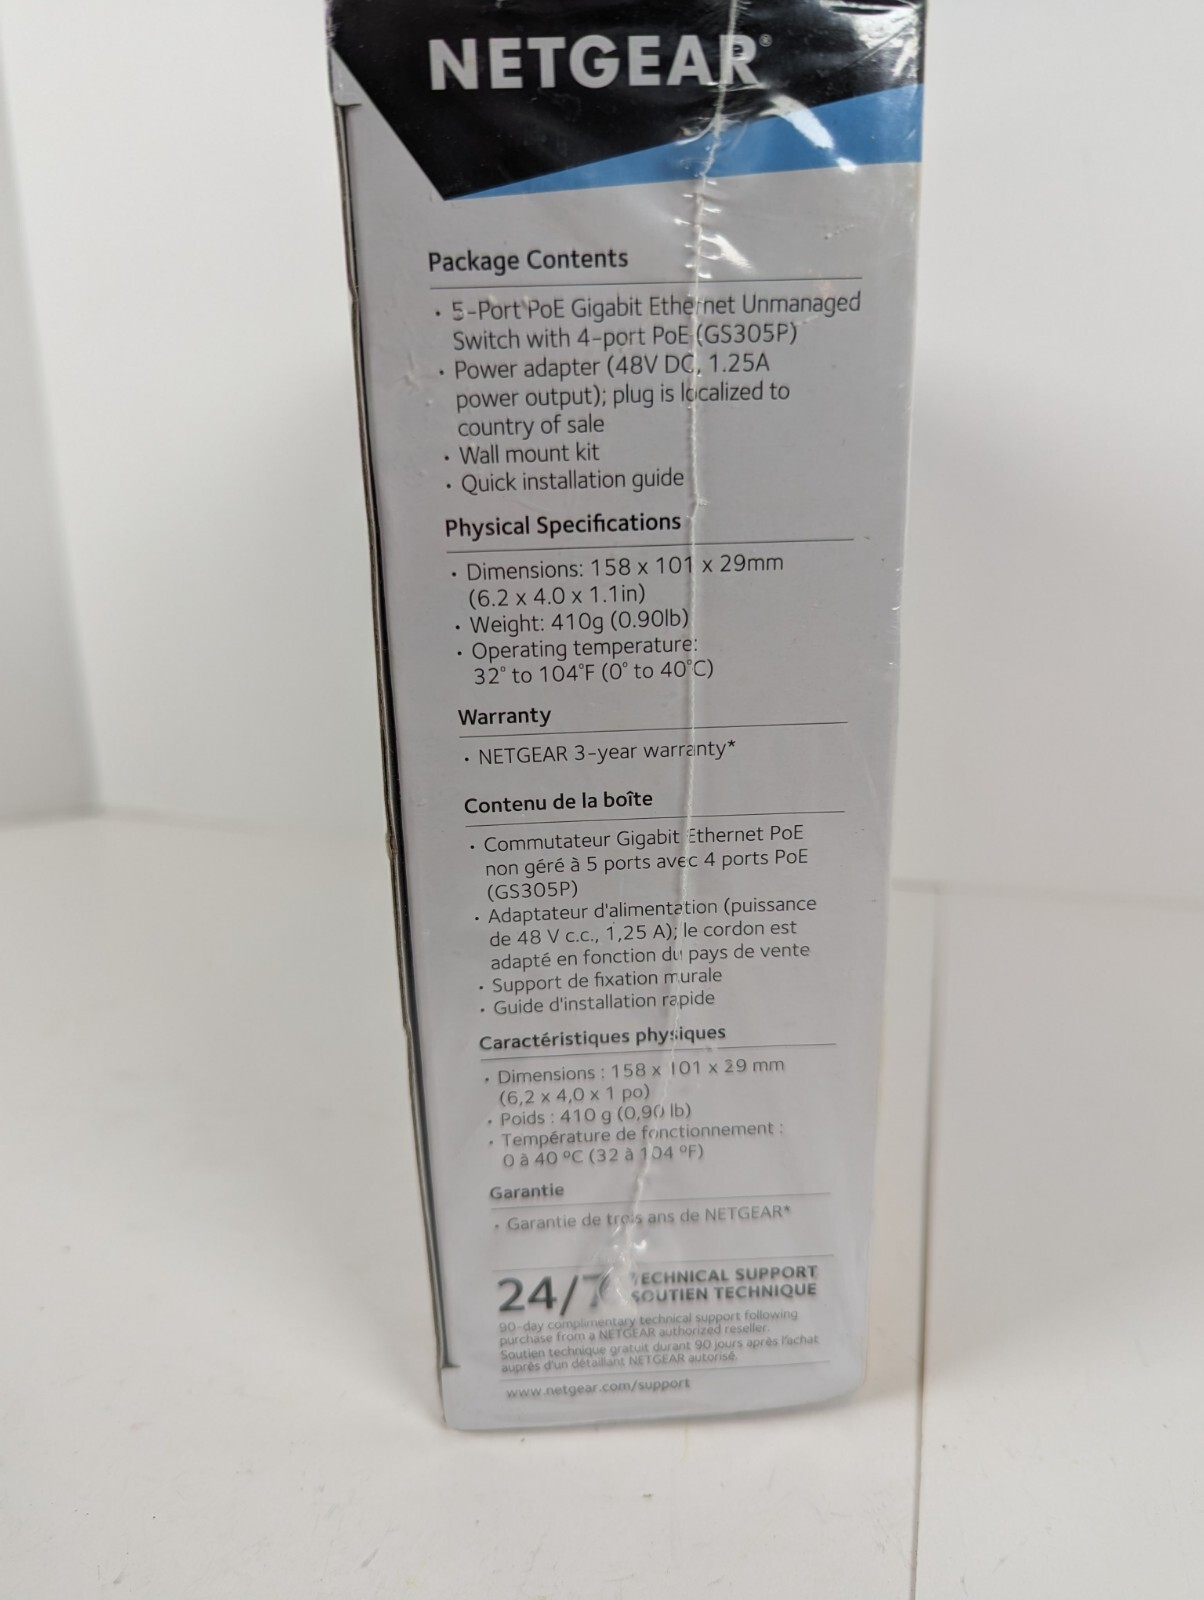 NETGEAR®
Package Contents
• 5-Port PoE Gigabit Ethernet Unmanaged
Switch with 4-port PoE (GS305P)
• Power adapter (48V DC, 1.25A
power output); plug is localized to
country of sale
• Wall mount kit
• Quick installation guide
Physical Specifications
• Dimensions: 158 x 101 x 29mm
(6.2 x 4.0 x 1.1in)
• Weight: 410g (0.90lb)
• Operating temperature:
32° to 104°F (0° to 40°C)
Warranty
• NETGEAR 3-year warranty*
Contenu de la boîte
• Commutateur Gigabit Ethernet PoE
non géré à 5 ports avec 4 ports PoE
(GS305P)
• Adaptateur d'alimentation (puissance
de 48 V c.c., 1,25 A); le cordon est
adapté en fonction du pays de vente
• Support de fixation murale
• Guide d'installation rapide
Caractéristiques physiques
• Dimensions : 158 x 101 x 29 mm
(6,2 x 4,0 x 1 po)
• Poids : 410 g (0,90 lb)
• Température de fonctionnement :
0 à 40 ºC (32 à 104 ºF)
Garantie
• Garantie de trois ans de NETGEAR*
24/7 TECHNICAL SUPPORT
SOUTIEN TECHNIQUE
90-day complimentary technical support following
purchase from a NETGEAR authorized reseller.
Soutien technique gratuit durant 90 jours après l'achat
auprès d'un détaillant NETGEAR autorisé.
www.netgear.com/support